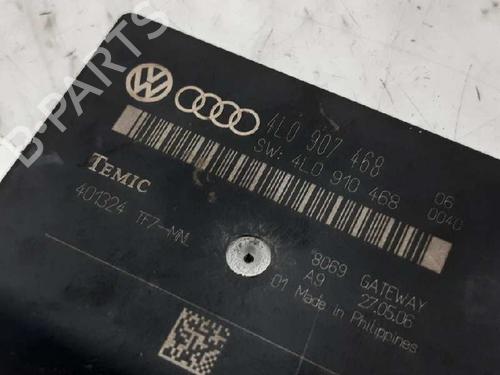 4L0 907 468
SW: 4L0 910 468
06
0040
TEMIC
401324 TF7-MNL
8069 GATEWAY
A9 27.05.06
01 Made in Philippines
B-PARTS